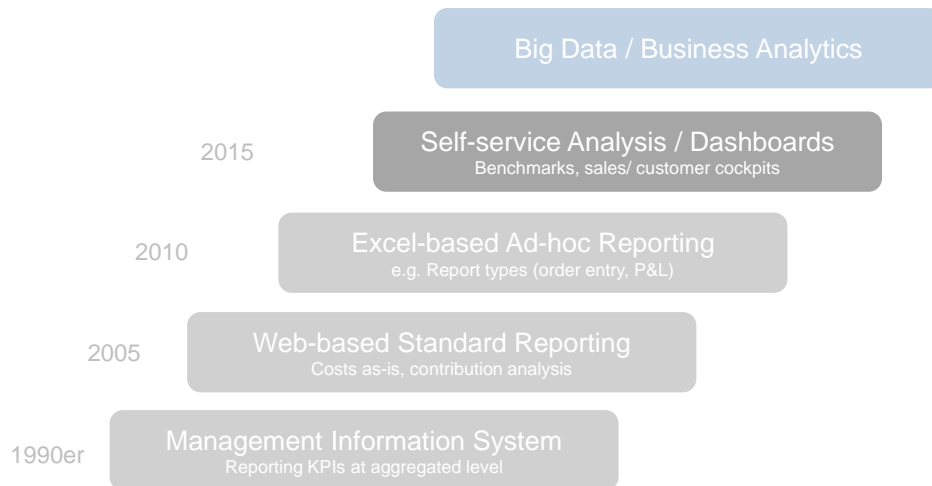 Big Data / Business Analytics
2015
Self-service Analysis / Dashboards
Benchmarks, sales/ customer cockpits
2010
Excel-based Ad-hoc Reporting
e.g. Report types (order entry, P&L)
2005
Web-based Standard Reporting
Costs as-is, contribution analysis
1990er
Management Information System
Reporting KPIs at aggregated level